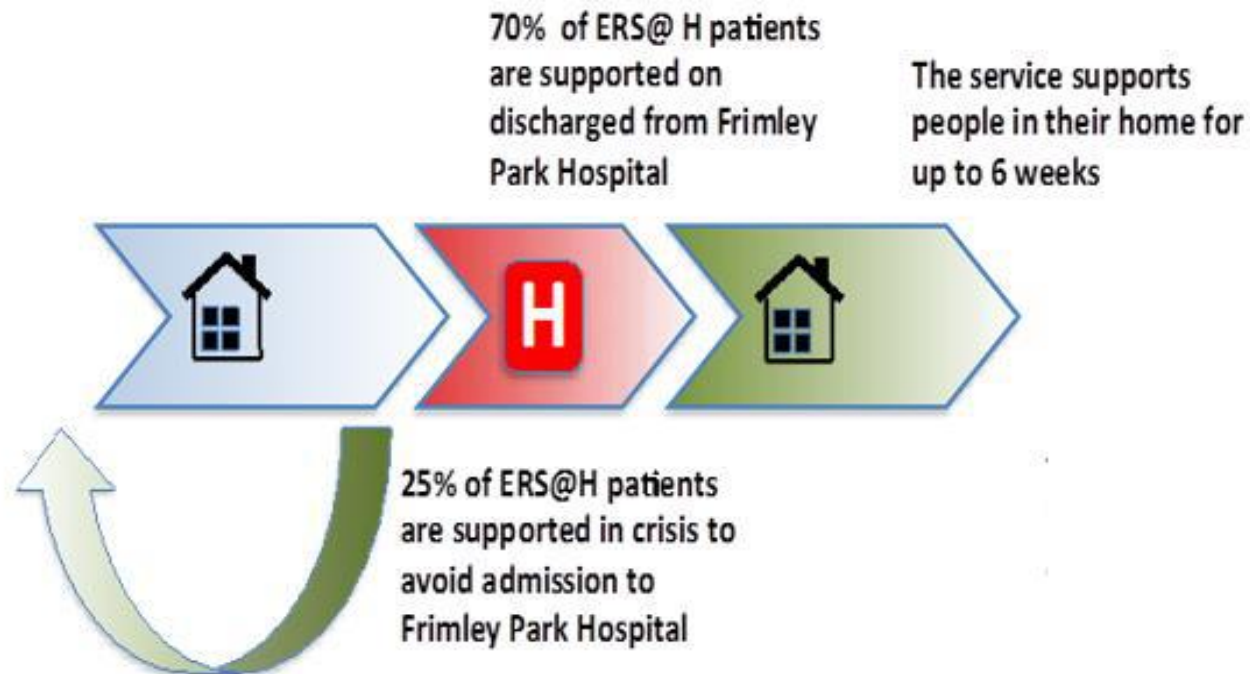 70% of ERS@ H patients
are supported on
discharged from Frimley
Park Hospital
The service supports
people in their home for
up to 6 weeks
H
25% of ERS@H patients
are supported in crisis to
avoid admission to
Frimley Park Hospital